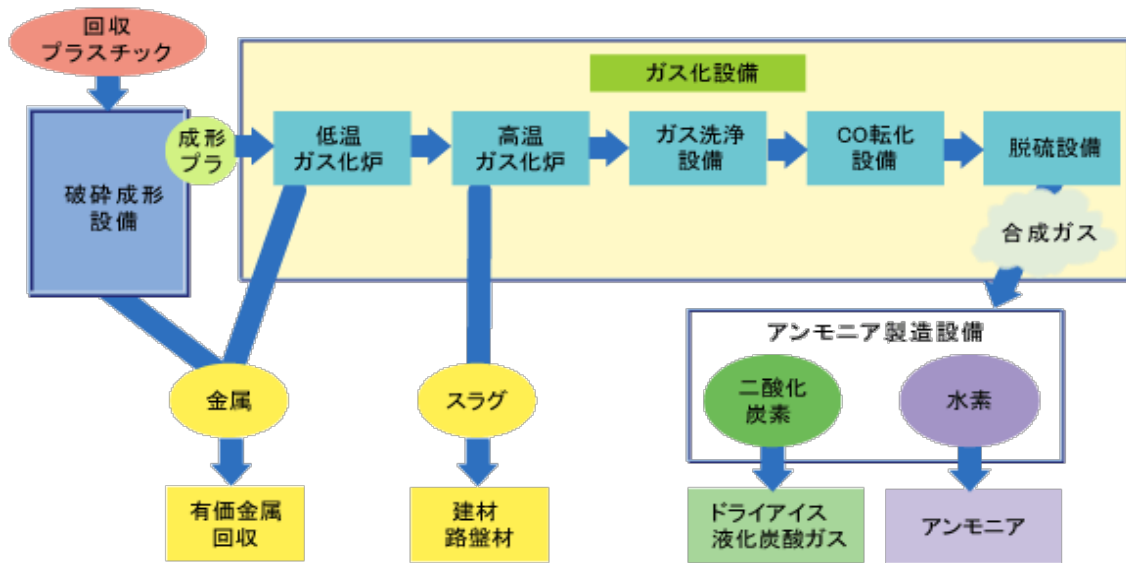 回収
プラスチック
ガス化設備
破砕成形
設備
成形
プラ
低温
ガス化炉
高温
ガス化炉
ガス洗浄
設備
CO転化
設備
脱硫設備
合成ガス
アンモニア製造設備
金属
スラグ
二酸化
炭素
水素
有価金属
回収
建材
路盤材
ドライアイス
液化炭酸ガス
アンモニア